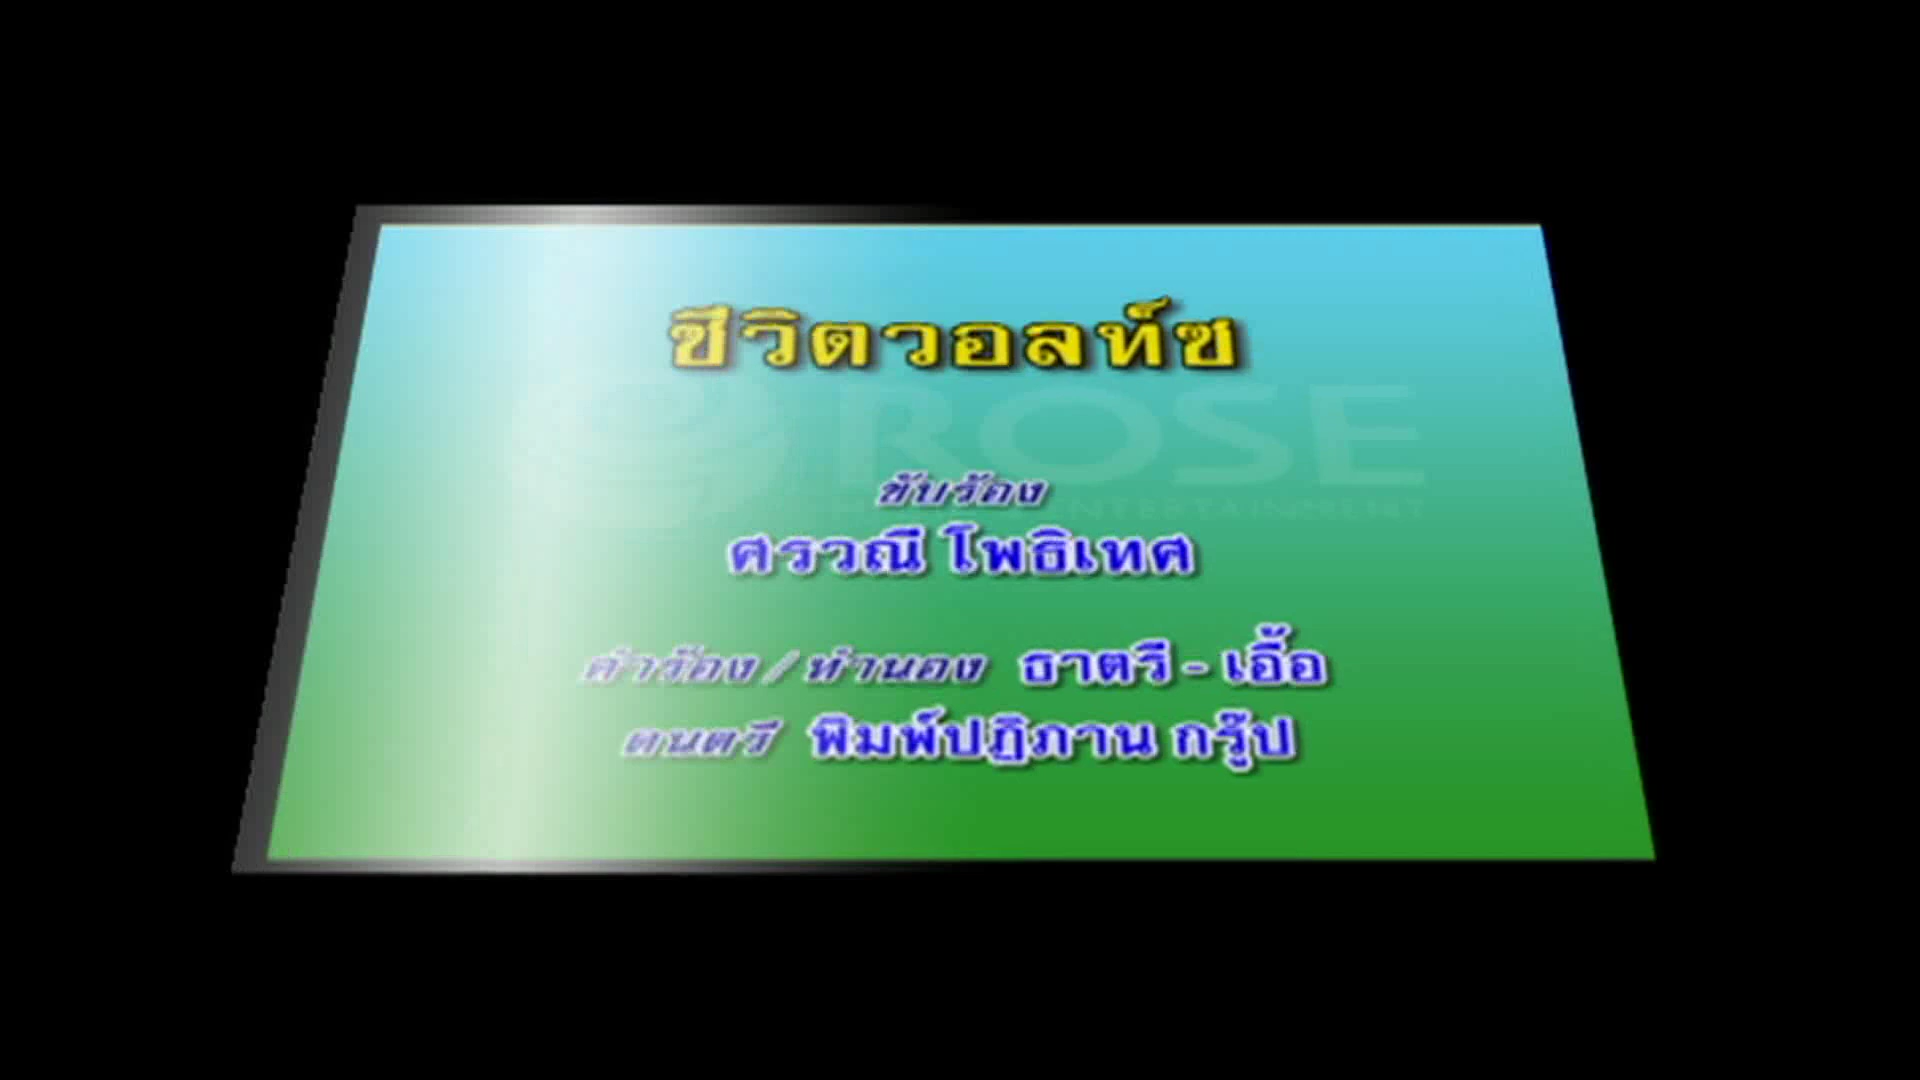 ชีวิตวอลท์ซ
ROSE
ENTERTAINMENT
ขับร้อง
ศรวณี โพธิเทศ
คำร้อง / ทำนอง ธาตรี - เอื้อ
ดนตรี พิมพ์ปฏิภาน กรุ๊ป